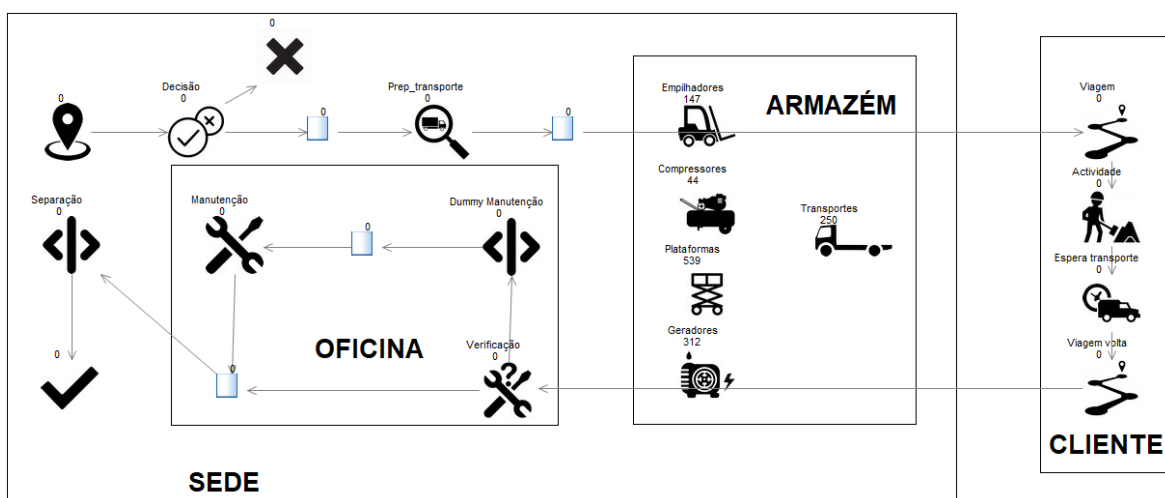 0
Decisão
0
0
0
Prep_transporte
0
0
Empilhadores
147
ARMAZÉM
Viagem
0
Separação
0
Manutenção
0
0
Dummy Manutenção
0
Compressores
44
Transportes
250
Actividade
0
Plataformas
539
Espera transporte
0
OFICINA
Geradores
312
Verificação
0
0
0
Viagem volta
0
CLIENTE
SEDE